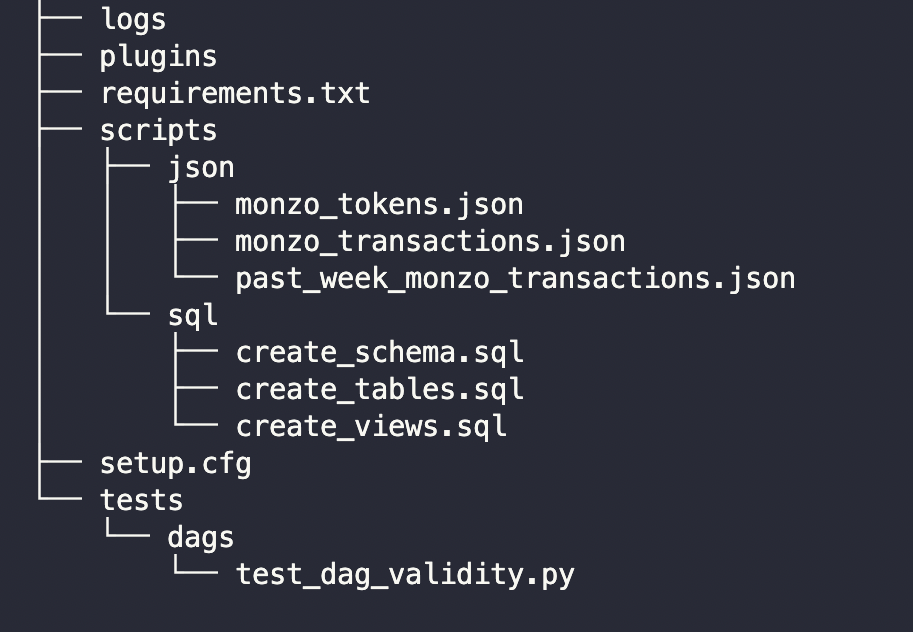 ├── logs
├── plugins
├── requirements.txt
├── scripts
│   ├── json
│   │   ├── monzo_tokens.json
│   │   ├── monzo_transactions.json
│   │   └── past_week_monzo_transactions.json
│   └── sql
│       ├── create_schema.sql
│       ├── create_tables.sql
│       └── create_views.sql
├── setup.cfg
└── tests
    └── dags
        └── test_dag_validity.py